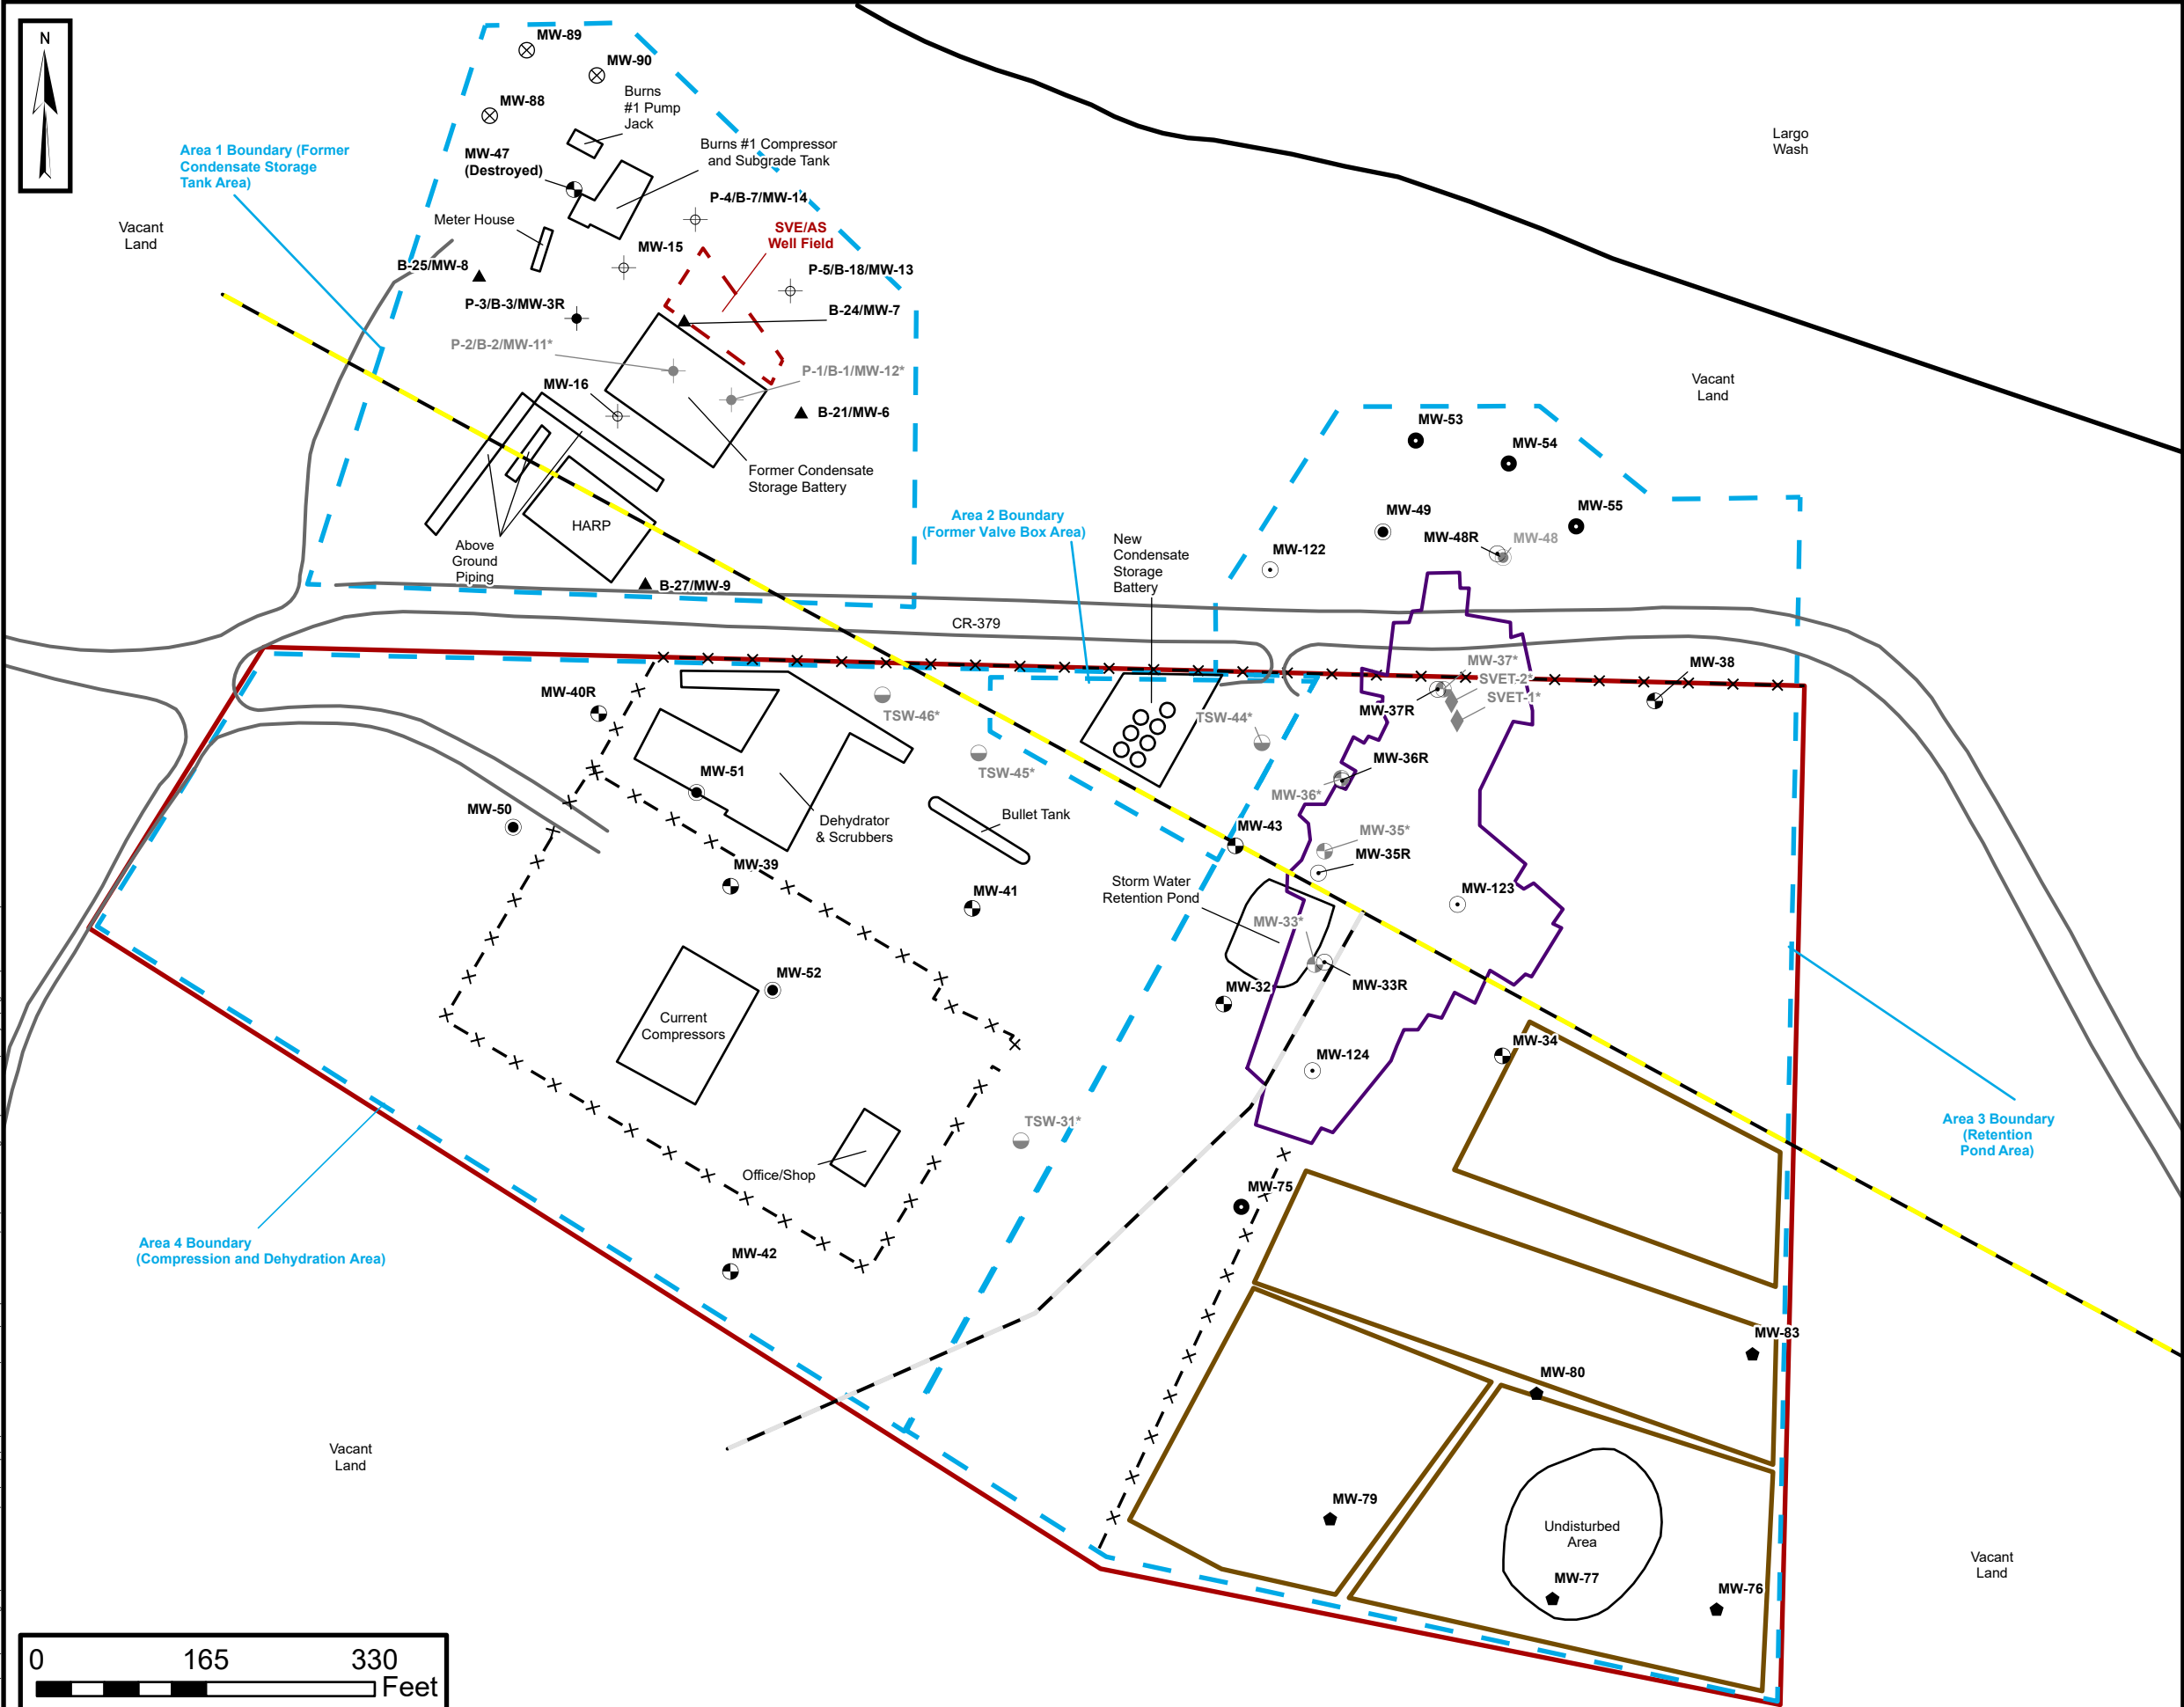 N
MW-89
MW-90
MW-88
Burns
#1 Pump
Jack
Largo
Wash
Area 1 Boundary (Former
Condensate Storage
Tank Area)
MW-47
(Destroyed)
Burns #1 Compressor
and Subgrade Tank
P-4/B-7/MW-14
Meter House
Vacant
Land
SVE/AS
Well Field
MW-15
B-25/MW-8
P-5/B-18/MW-13
P-3/B-3/MW-3R
B-24/MW-7
P-2/B-2/MW-11*
P-1/B-1/MW-12*
MW-16
B-21/MW-6
Vacant
Land
MW-53
MW-54
Former Condensate
Storage Battery
HARP
Above
Ground
Piping
Area 2 Boundary
(Former Valve Box Area)
New
Condensate
Storage
Battery
MW-49
MW-55
MW-48R
MW-48
MW-122
B-27/MW-9
CR-379
MW-37*
SVET-2*
SVET-1*
MW-38
MW-40R
TSW-46*
TSW-44*
MW-37R
MW-51
TSW-45*
MW-36R
MW-36*
MW-50
Dehydrator
& Scrubbers
Bullet Tank
MW-43
MW-35*
MW-35R
MW-39
MW-41
Storm Water
Retention Pond
MW-123
MW-33*
MW-52
MW-32
MW-33R
Current
Compressors
MW-34
MW-124
TSW-31*
Area 3 Boundary
(Retention
Pond Area)
Office/Shop
MW-75
Area 4 Boundary
(Compression and Dehydration Area)
MW-42
MW-83
MW-80
Vacant
Land
MW-79
Undisturbed
Area
Vacant
Land
MW-77
MW-76
0 165 330
Feet